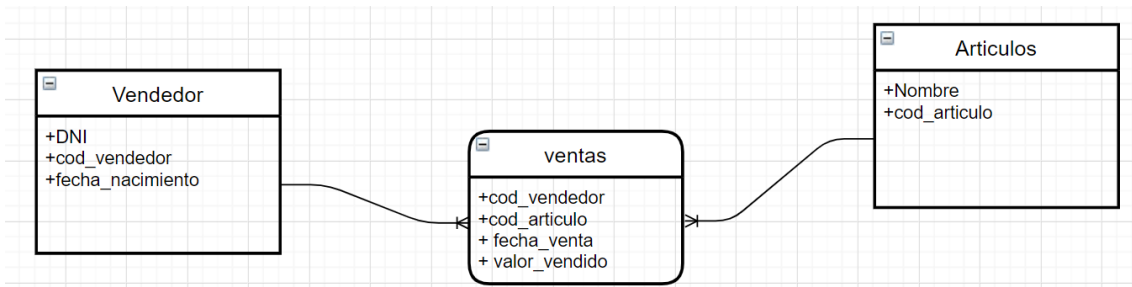 Vendedor
+DNI
+cod_vendedor
+fecha_nacimiento
ventas
+cod_vendedor
+cod_articulo
+ fecha_venta
+ valor_vendido
Articulos
+Nombre
+cod_articulo